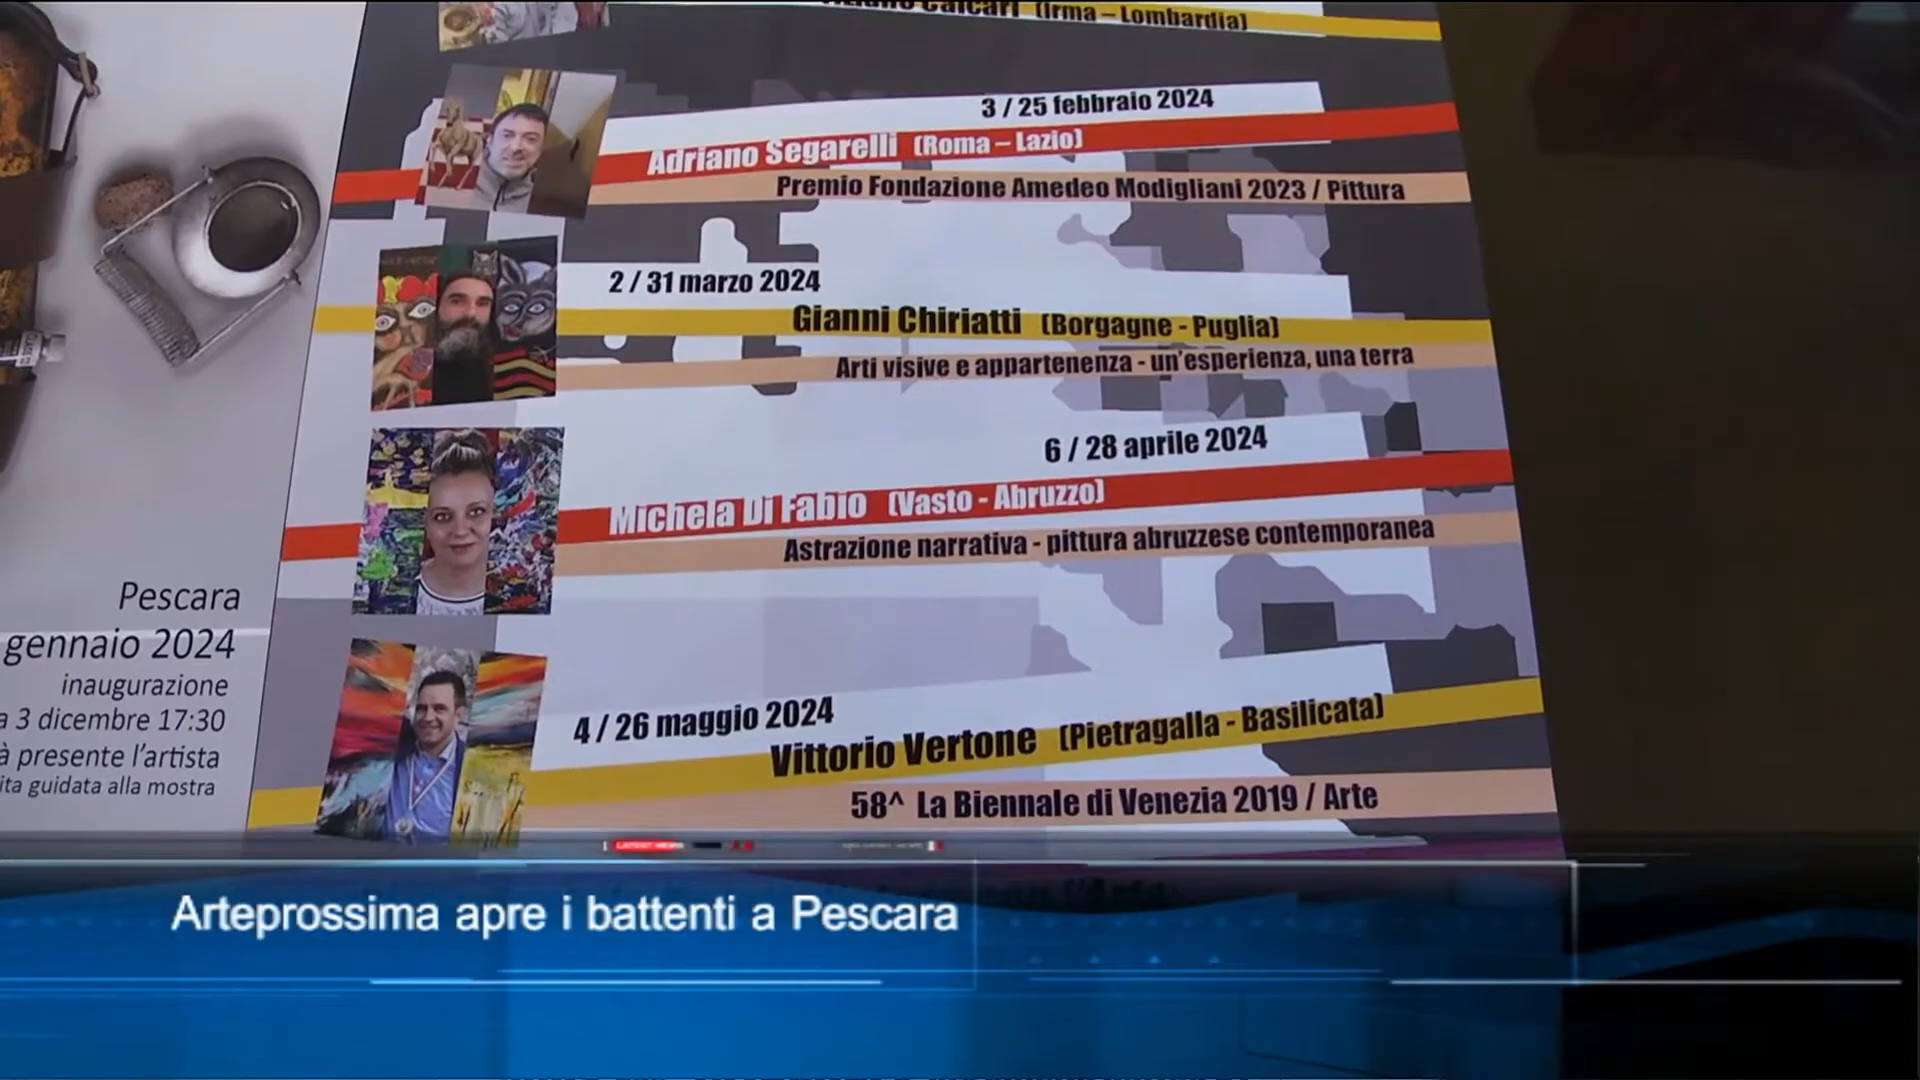 Calcari (Irma – Lombardia)
3 / 25 febbraio 2024
Adriano Segarelli (Roma – Lazio)
Premio Fondazione Amedeo Modigliani 2023 / Pittura
2 / 31 marzo 2024
Gianni Chiriatti (Borgagne - Puglia)
Arti visive e appartenenza - un'esperienza, una terra
6 / 28 aprile 2024
Michela Di Fabio (Vasto - Abruzzo)
Astrazione narrativa - pittura abruzzese contemporanea
4 / 26 maggio 2024
Vittorio Vertone (Pietragalla - Basilicata)
58^ La Biennale di Venezia 2019 / Arte
Pescara
gennaio 2024
inaugurazione
a 3 dicembre 17:30
à presente l'artista
ita guidata alla mostra
LATEST NEWS
Arteprossima apre i battenti a Pescara